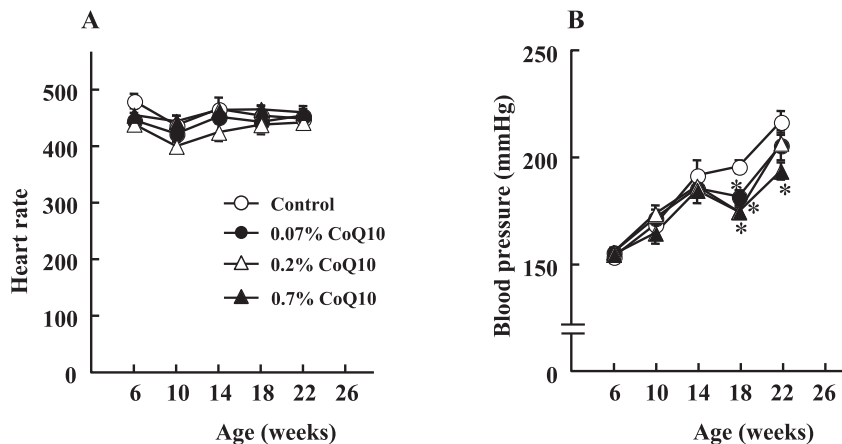 A
500
400
300
200
100
0
Heart rate
6 10 14 18 22 26
Age (weeks)
Control
0.07% CoQ10
0.2% CoQ10
0.7% CoQ10
B
250
200
150
0
Blood pressure (mmHg)
* * * *
6 10 14 18 22 26
Age (weeks)